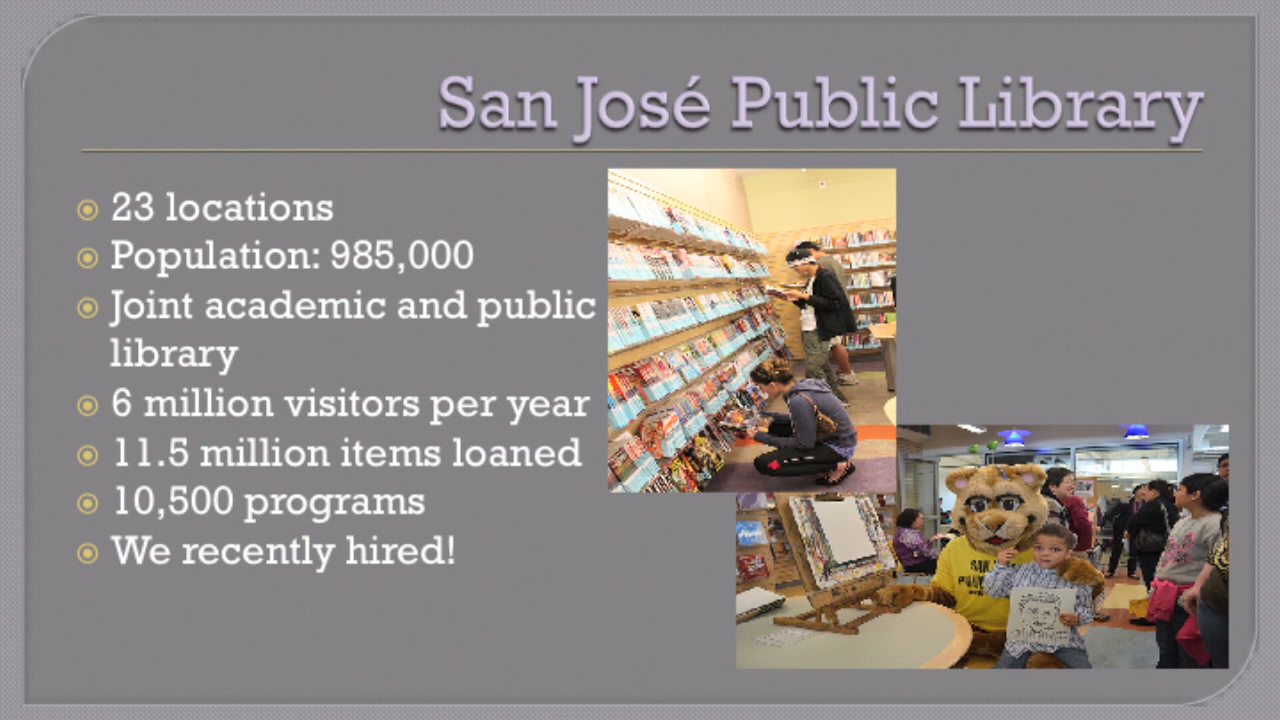 San José Public Library
23 locations
Population: 985,000
Joint academic and public
library
6 million visitors per year
11.5 million items loaned
10,500 programs
We recently hired!
SAN